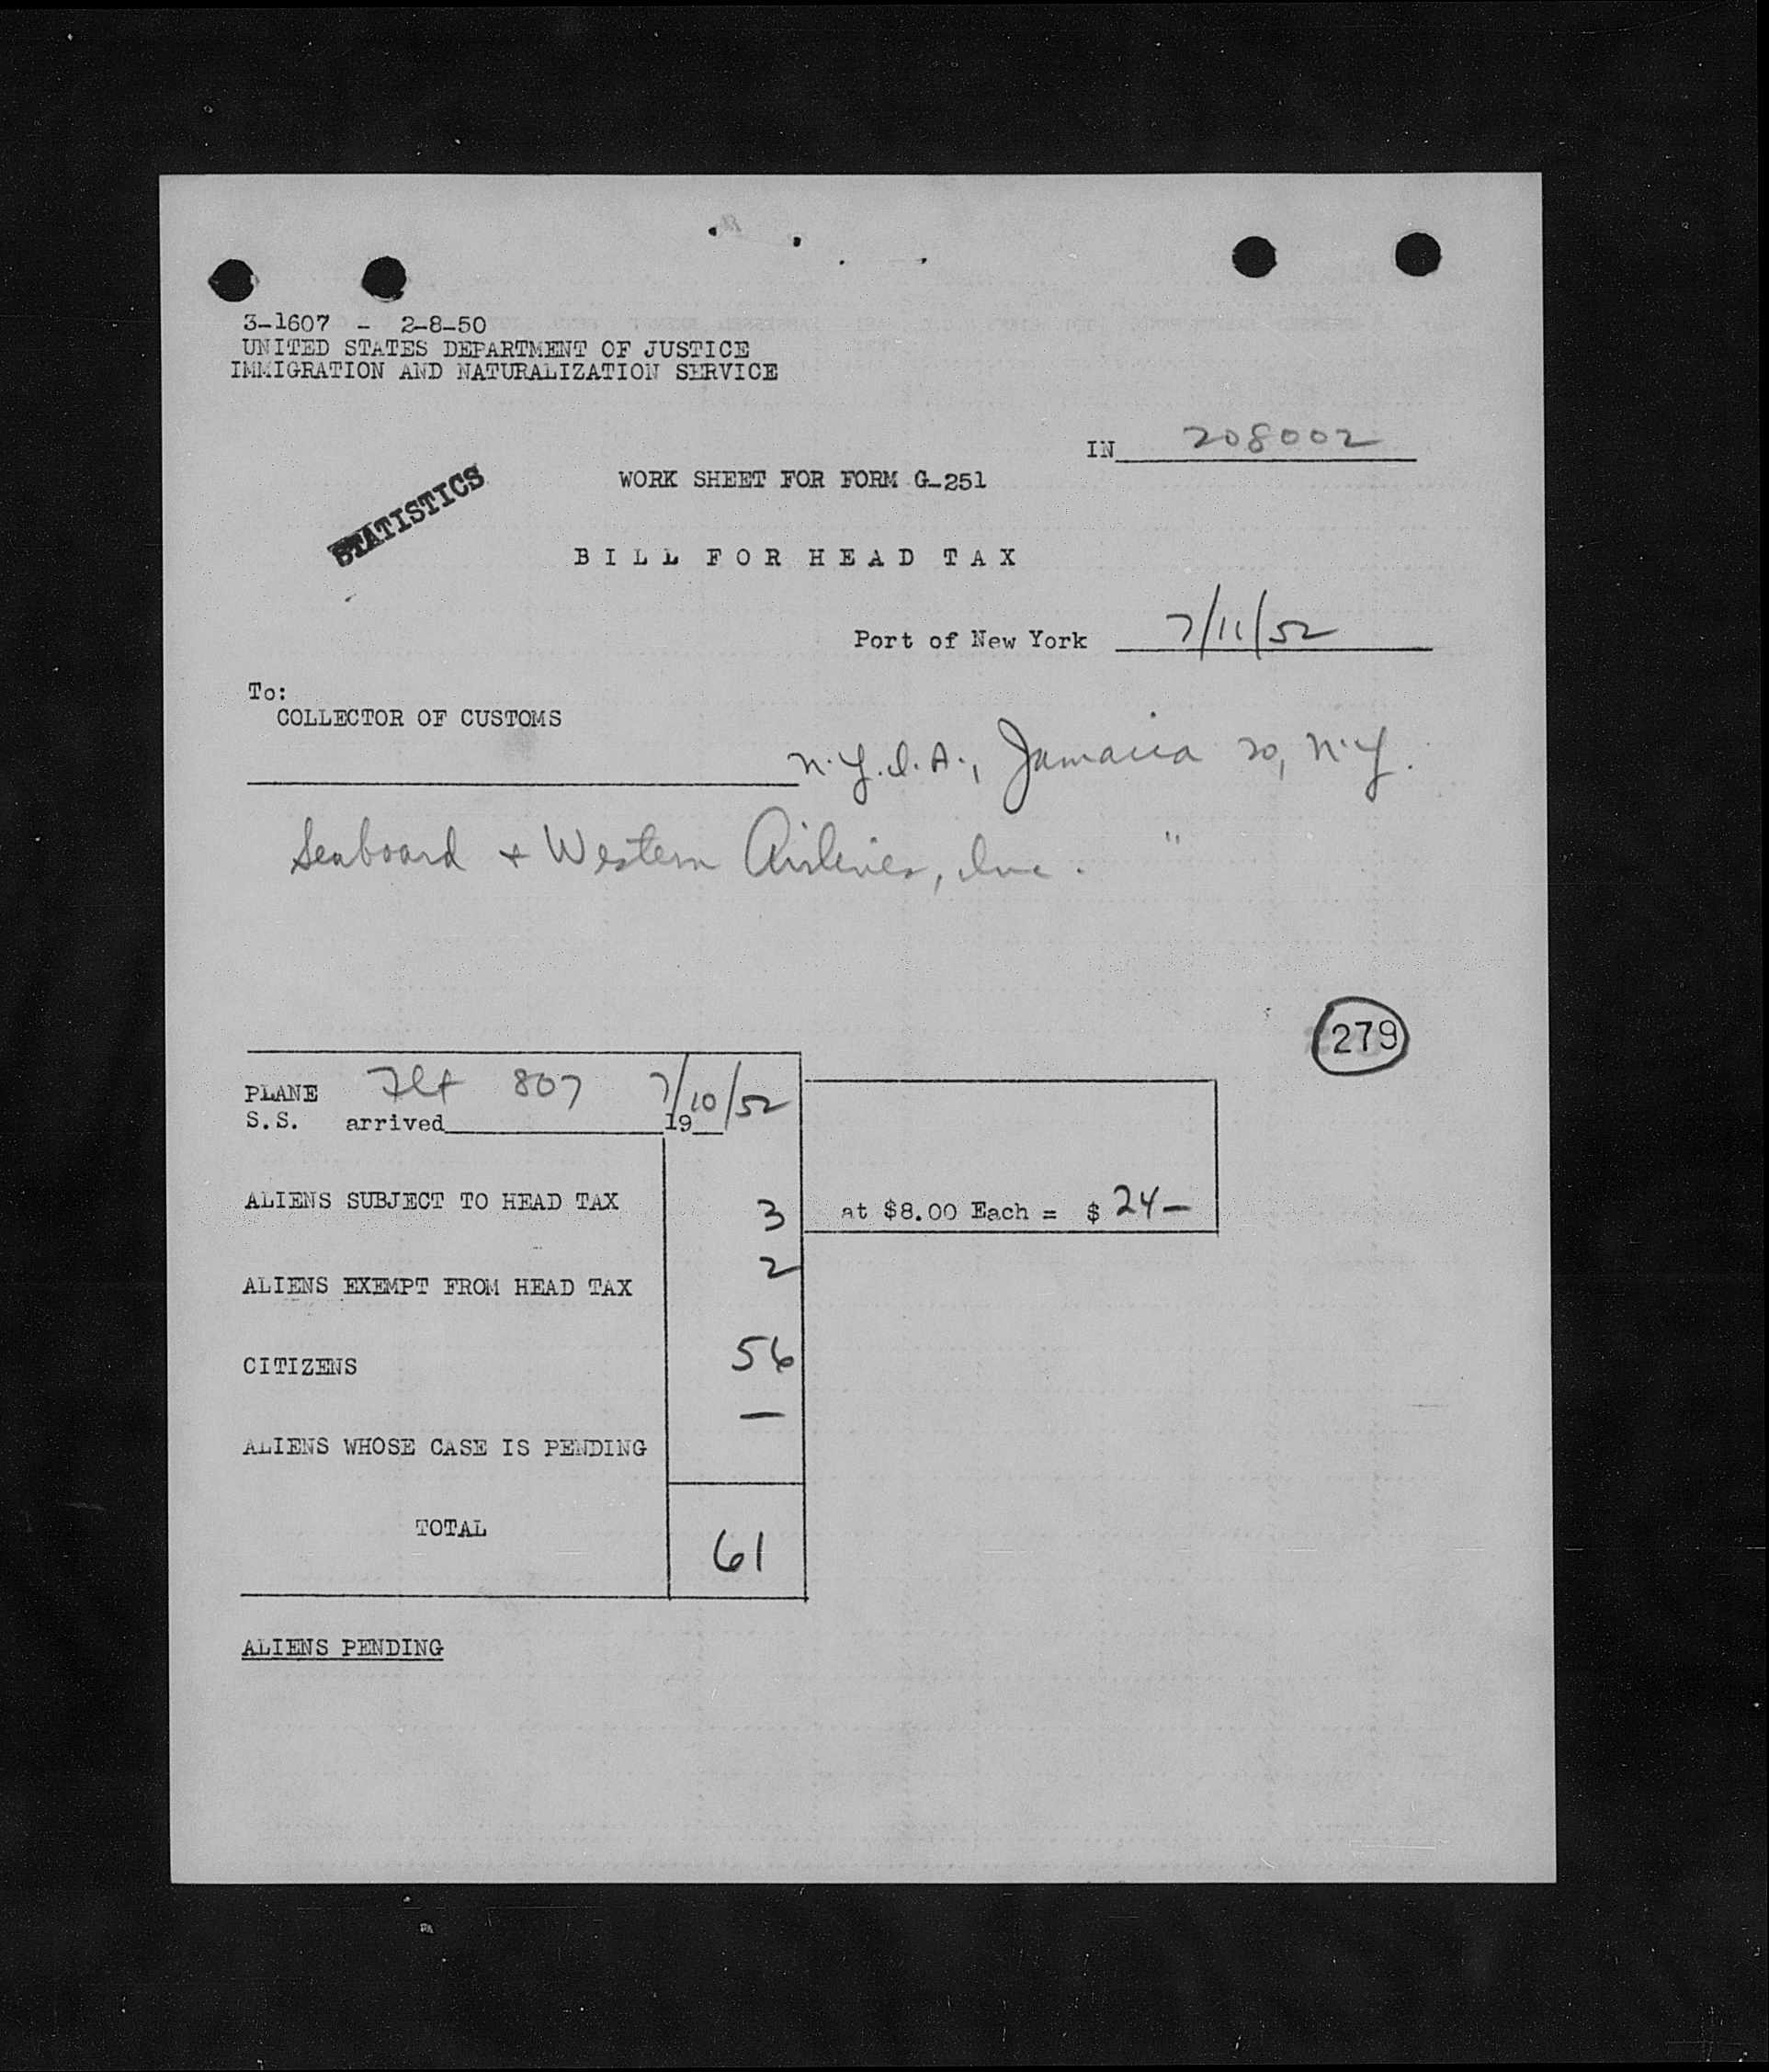 3-1607 - 2-8-50
UNITED STATES DEPARTMENT OF JUSTICE
IMMIGRATION AND NATURALIZATION SERVICE
IN 208002
WORK SHEET FOR FORM G-251
STATISTICS
BILL FOR HEAD TAX
Port of New York 7/11/52
To:
COLLECTOR OF CUSTOMS
N.Y.I.A., Jamaica 20, N.Y.
Seaboard + Western Airlines, Inc. "
279
PLANE Flt 807 7/10/52
S.S. arrived 19
ALIENS SUBJECT TO HEAD TAX 3 at $8.00 Each = $ 24—
ALIENS EXEMPT FROM HEAD TAX 2
CITIZENS 56
ALIENS WHOSE CASE IS PENDING —
TOTAL 61
ALIENS PENDING